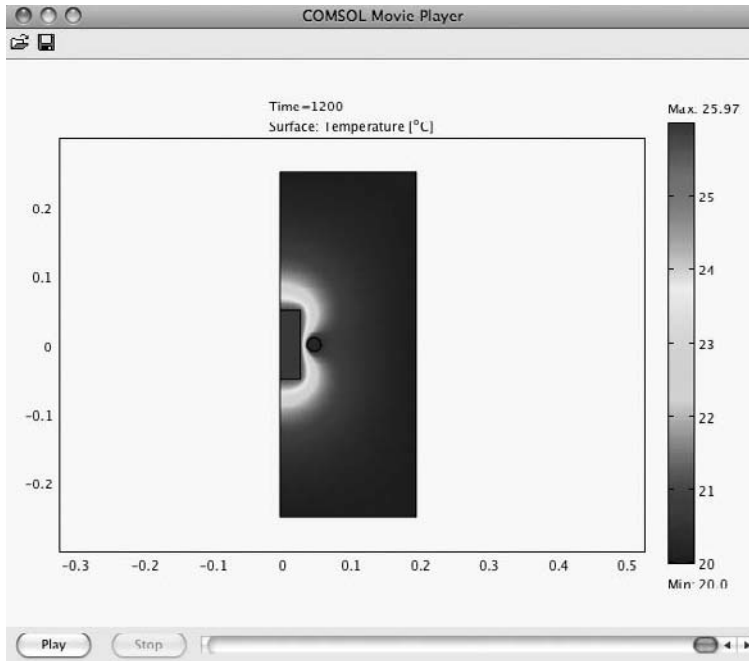 COMSOL Movie Player
Time=1200
Surface: Temperature [°C]
Max: 25.97
0.2
0.1
0
-0.1
-0.2
-0.3
-0.2
-0.1
0
0.1
0.2
0.3
0.4
0.5
25
24
23
22
21
20
Min: 20.0
Play
Stop